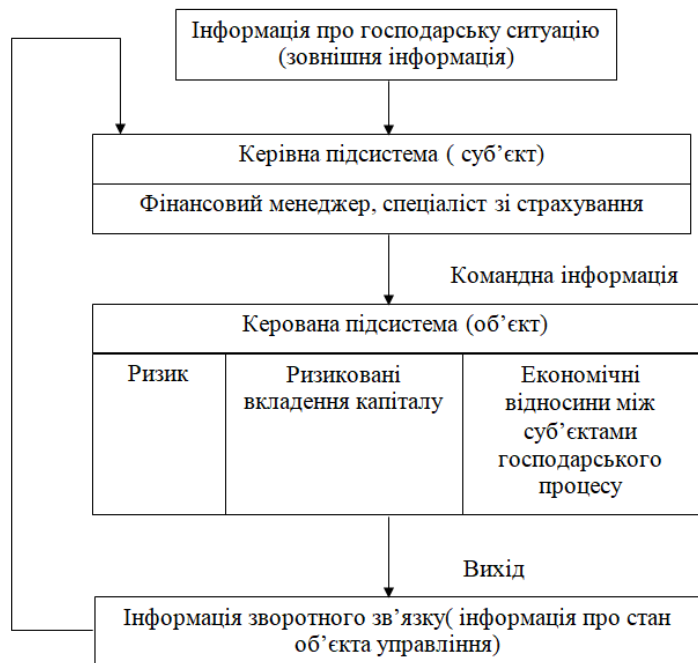 Інформація про господарську ситуацію
(зовнішня інформація)
Керівна підсистема ( суб’єкт)
Фінансовий менеджер, спеціаліст зі страхування
Командна інформація
Керована підсистема (об’єкт)
Ризик
Ризиковані
вкладення капіталу
Економічні
відносини між
суб’єктами
господарського
процесу
Вихід
Інформація зворотного зв’язку( інформація про стан
об’єкта управління)